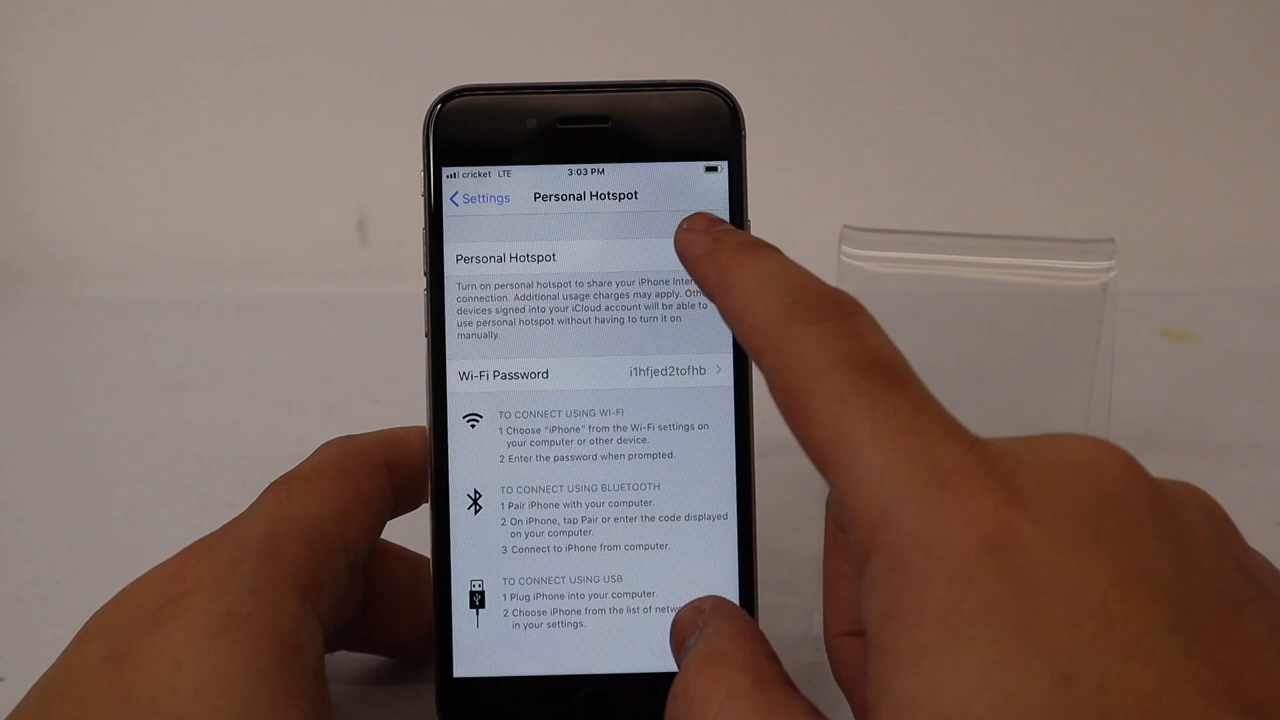 cricket LTE 3:03 PM
Settings Personal Hotspot
Personal Hotspot
Turn on personal hotspot to share your iPhone
connection. Additional usage charges may apply.
devices signed into your iCloud account will be able to
use personal hotspot without having to turn it on
manually.
Wi-Fi Password i1hfjed2tofhb
TO CONNECT USING WI-FI
1 Choose "iPhone" from the Wi-Fi settings on
your computer or other device.
2 Enter the password when prompted.
TO CONNECT USING BLUETOOTH
1 Pair iPhone with your computer.
2 On iPhone, tap Pair or enter the code displayed
on your computer.
3 Connect to iPhone from computer.
TO CONNECT USING USB
1 Plug iPhone into your computer.
2 Choose iPhone from the list of
in your settings.